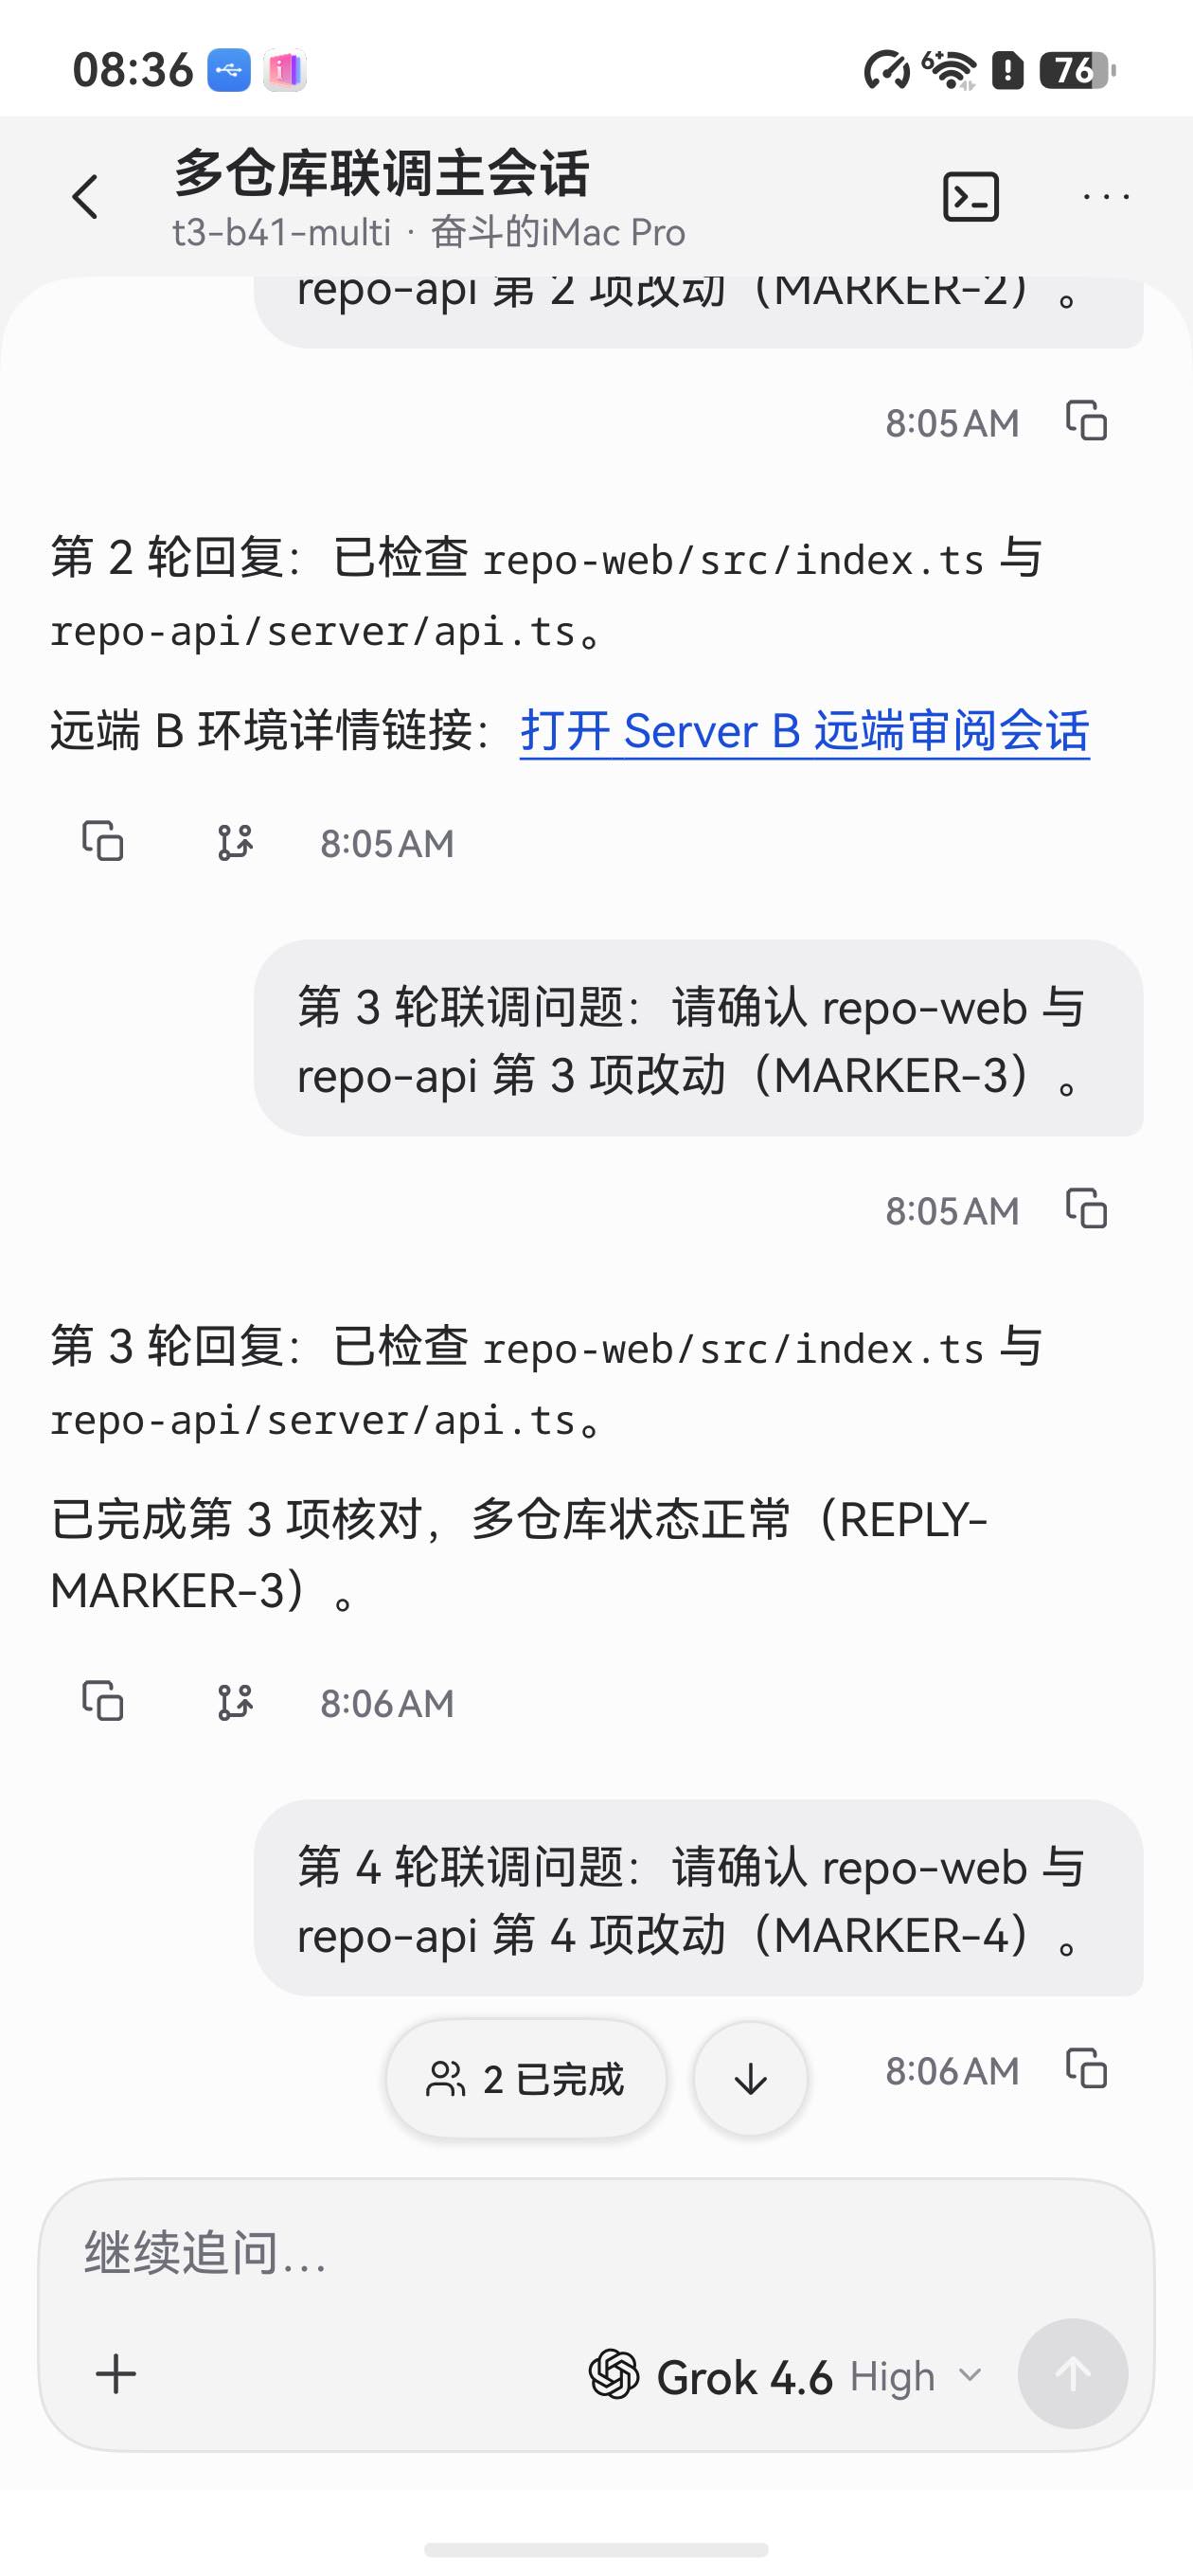 08:36
6+
76
多仓库联调主会话
t3-b41-multi · 奋斗的iMac Pro
repo-api 第 2 项改动（MARKER-2）。
8:05 AM
第 2 轮回复：已检查 repo-web/src/index.ts 与
repo-api/server/api.ts。
远端 B 环境详情链接：打开 Server B 远端审阅会话
8:05 AM
第 3 轮联调问题：请确认 repo-web 与
repo-api 第 3 项改动（MARKER-3）。
8:05 AM
第 3 轮回复：已检查 repo-web/src/index.ts 与
repo-api/server/api.ts。
已完成第 3 项核对，多仓库状态正常（REPLY-
MARKER-3）。
8:06 AM
第 4 轮联调问题：请确认 repo-web 与
repo-api 第 4 项改动（MARKER-4）。
2 已完成
8:06 AM
继续追问...
Grok 4.6 High